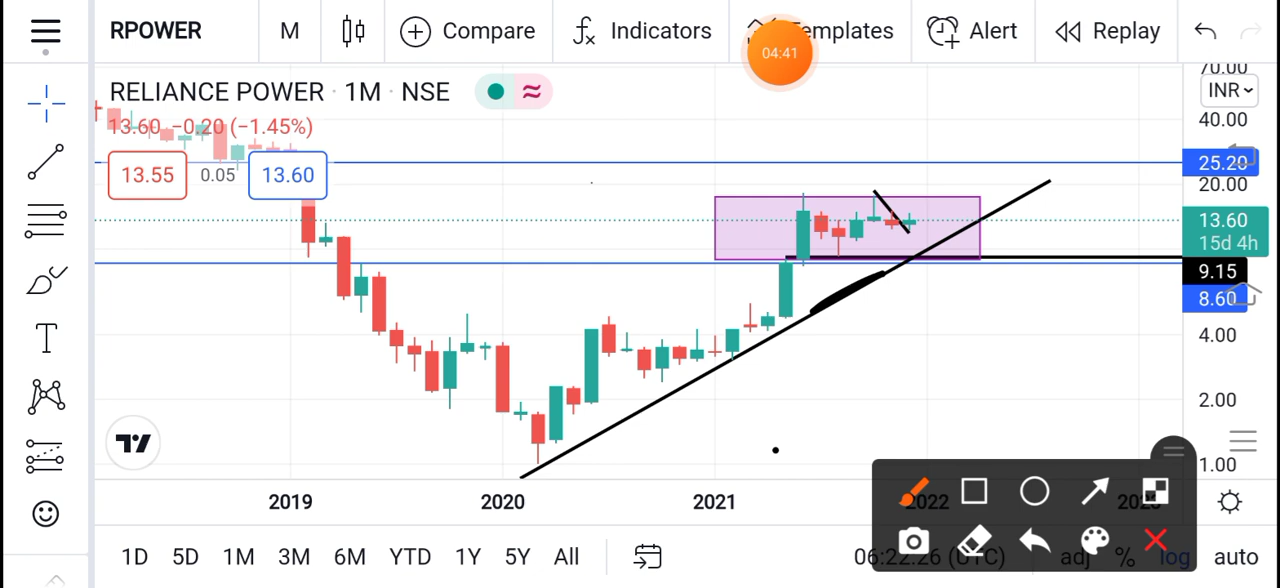 RPOWER M Compare fx Indicators Templates Alert Replay
04:41
RELIANCE POWER · 1M · NSE
13.60 −0.20 (−1.45%)
13.55 0.05 13.60
INR
70.00
40.00
25.20
20.00
13.60
15d 4h
9.15
8.60
4.00
2.00
1.00
2019 2020 2021 2022
1D 5D 1M 3M 6M YTD 1Y 5Y All 06:22:26 (UTC) adj % log auto